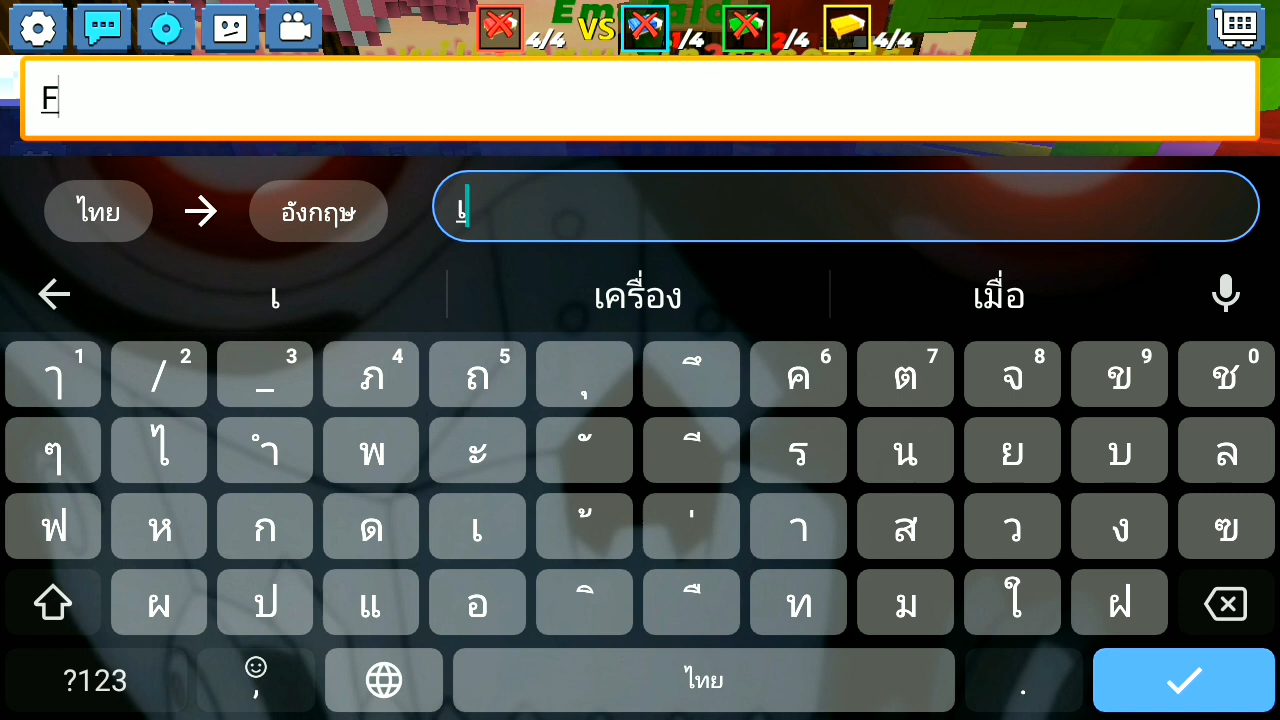 4/4 VS 1/4 2/4 4/4
F
ไทย อังกฤษ เ
เ เครื่อง เมื่อ
ๅ 1 / 2 _ 3 ภ 4 ถ 5 ุ ึ ค 6 ต 7 จ 8 ข 9 ช 0
ๆ ไ ำ พ ะ ั ี ร น ย บ ล
ฟ ห ก ด เ ้ ่ า ส ว ง ฃ
ผ ป แ อ ิ ื ท ม ใ ฝ
?123 , ไทย .